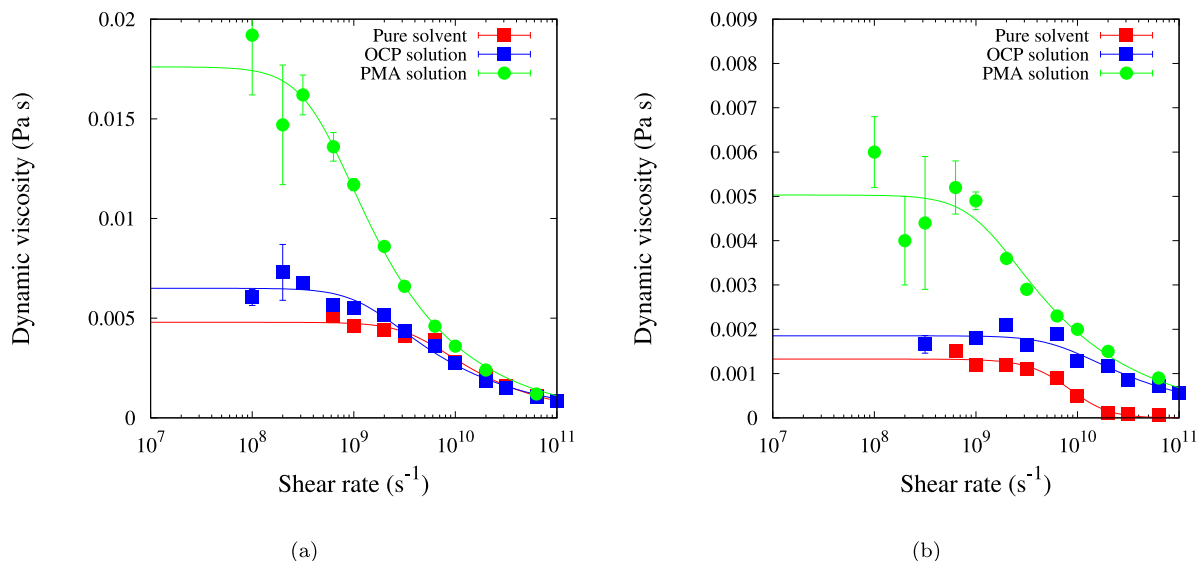 0.02
0.015
0.01
0.005
0
10^7
10^8
10^9
10^10
10^11
Dynamic viscosity (Pa s)
Shear rate (s^-1)
Pure solvent
OCP solution
PMA solution
(a)
0.009
0.008
0.007
0.006
0.005
0.004
0.003
0.002
0.001
0
10^7
10^8
10^9
10^10
10^11
Dynamic viscosity (Pa s)
Shear rate (s^-1)
Pure solvent
OCP solution
PMA solution
(b)